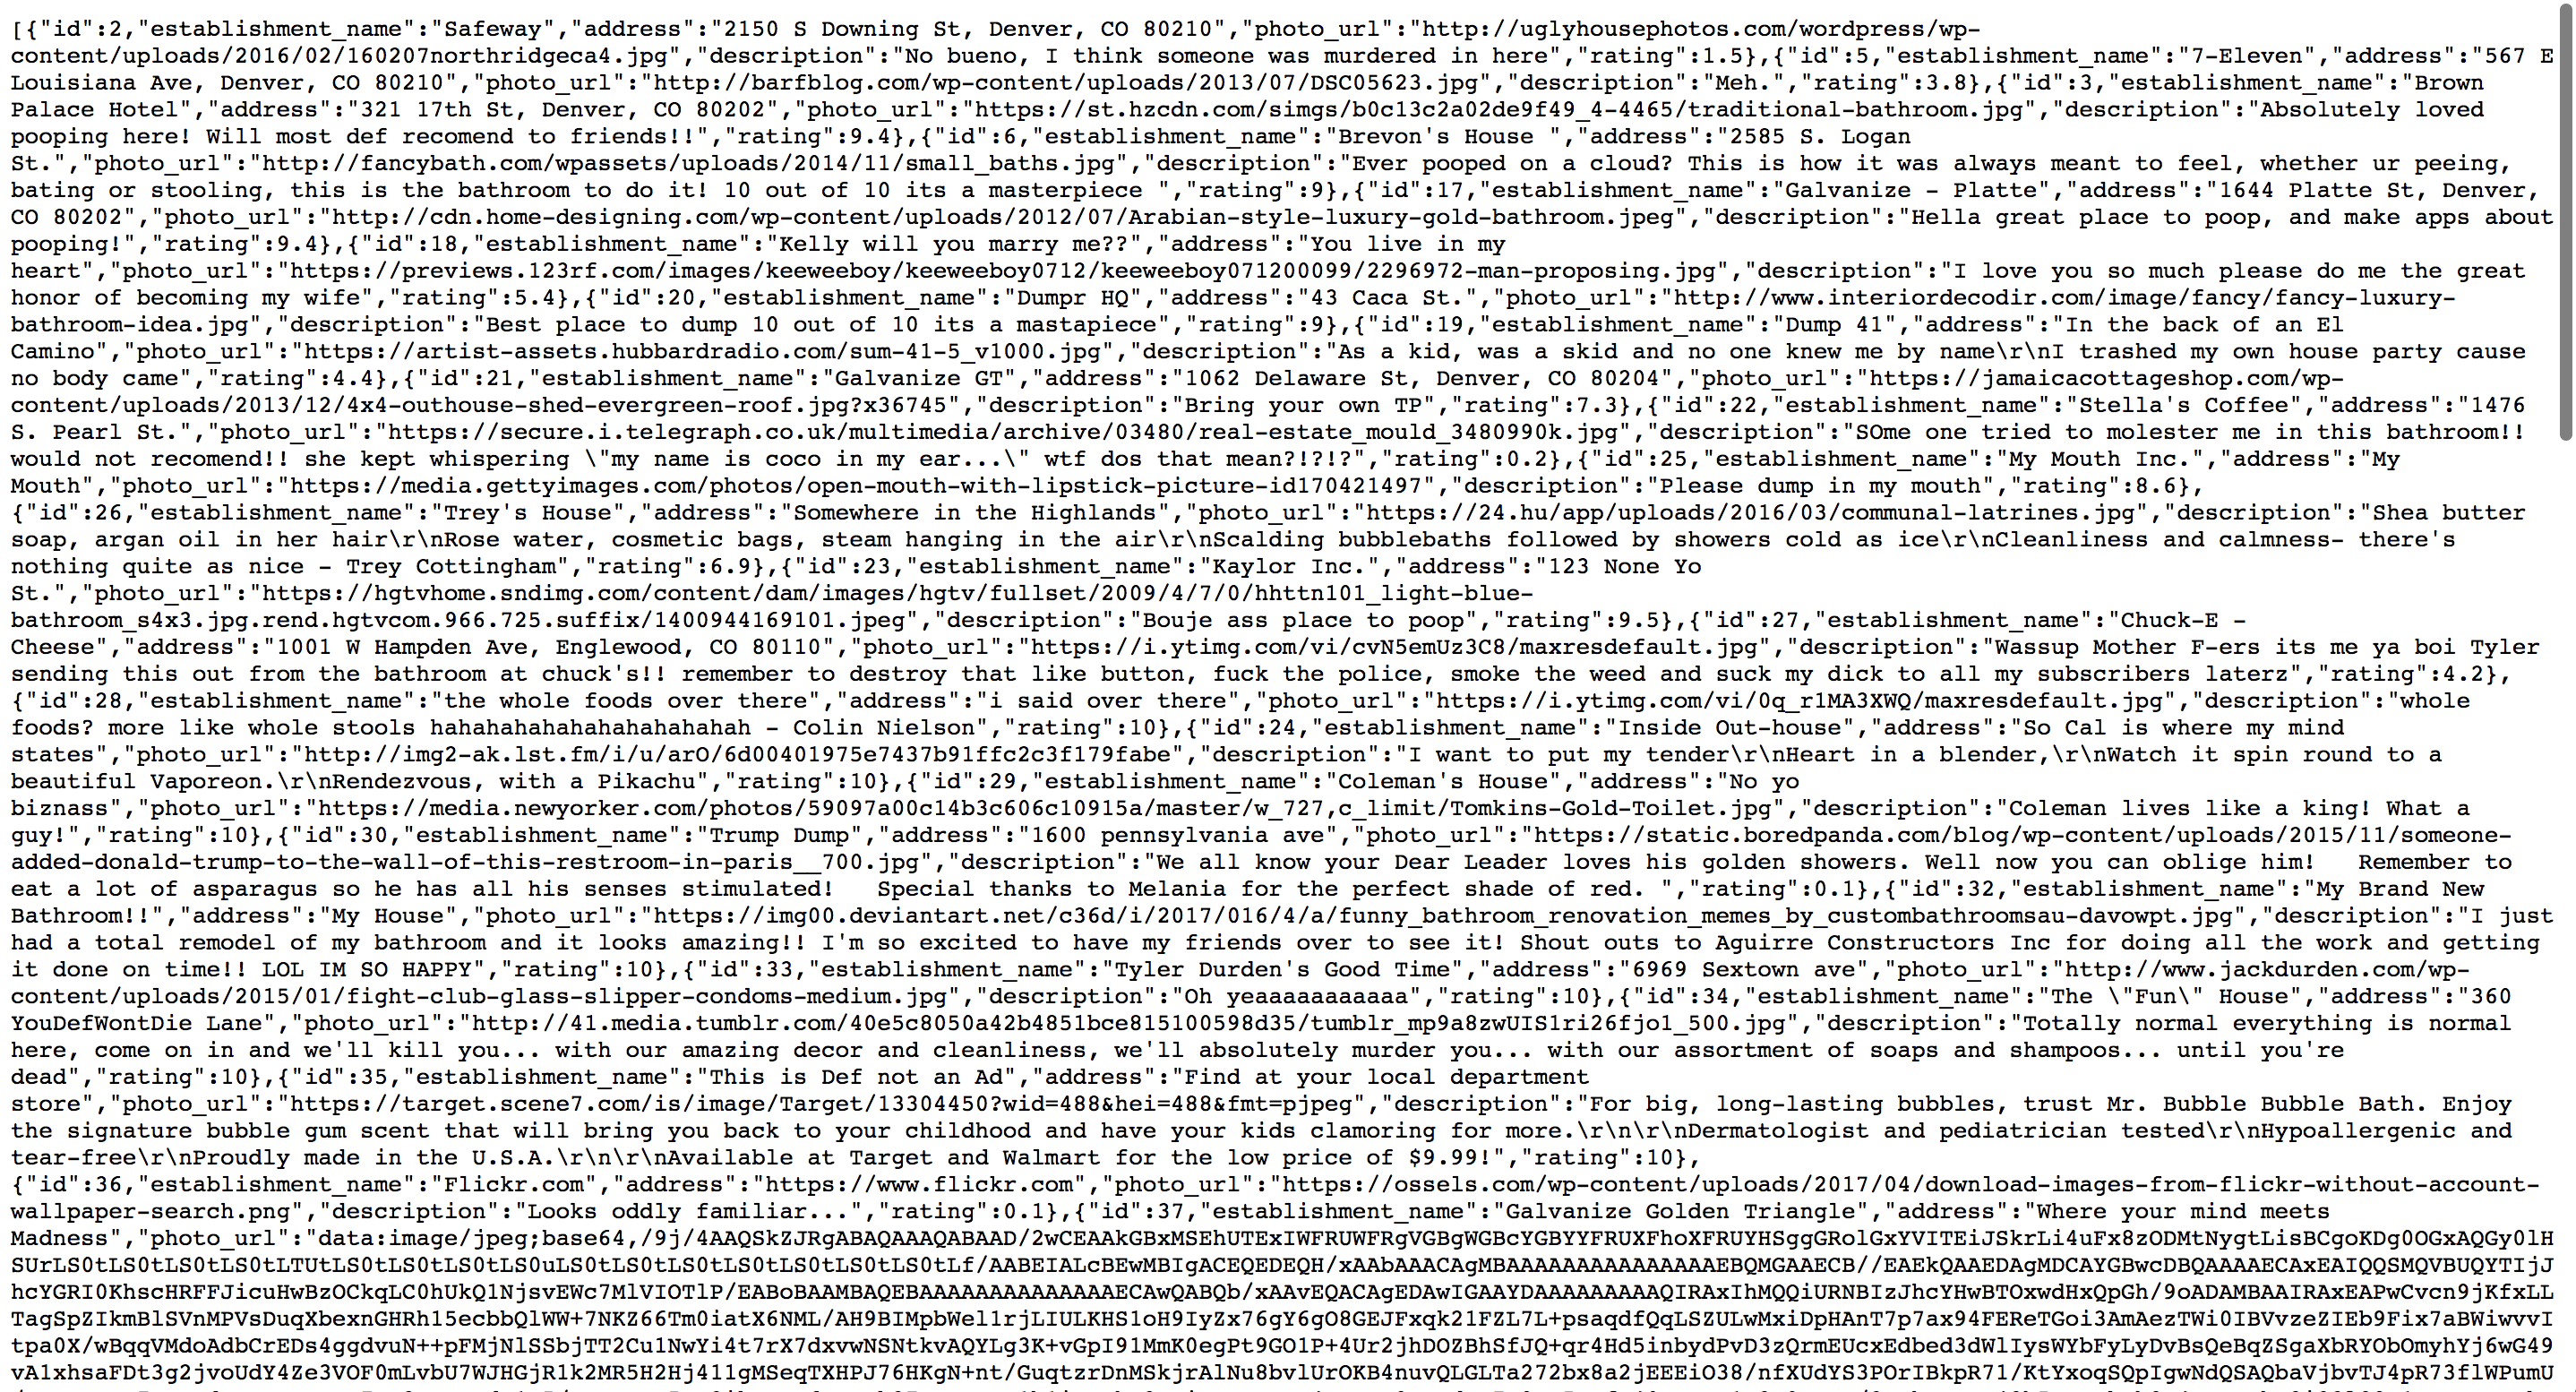 [{"id":2,"establishment_name":"Safeway","address":"2150 S Downing St, Denver, CO 80210","photo_url":"http://uglyhousephotos.com/wordpress/wp-
content/uploads/2016/02/160207northridgeca4.jpg","description":"No bueno, I think someone was murdered in here","rating":1.5},{"id":5,"establishment_name":"7-Eleven","address":"567 E
Louisiana Ave, Denver, CO 80210","photo_url":"http://barfblog.com/wp-content/uploads/2013/07/DSC05623.jpg","description":"Meh.","rating":3.8},{"id":3,"establishment_name":"Brown
Palace Hotel","address":"321 17th St, Denver, CO 80202","photo_url":"https://st.hzcdn.com/simgs/b0c13c2a02de9f49_4-4465/traditional-bathroom.jpg","description":"Absolutely loved
pooping here! Will most def recomend to friends!!","rating":9.4},{"id":6,"establishment_name":"Brevon's House ","address":"2585 S. Logan
St.","photo_url":"http://fancybath.com/wpassets/uploads/2014/11/small_baths.jpg","description":"Ever pooped on a cloud? This is how it was always meant to feel, whether ur peeing,
bating or stooling, this is the bathroom to do it! 10 out of 10 its a masterpiece ","rating":9},{"id":17,"establishment_name":"Galvanize - Platte","address":"1644 Platte St, Denver,
CO 80202","photo_url":"http://cdn.home-designing.com/wp-content/uploads/2012/07/Arabian-style-luxury-gold-bathroom.jpeg","description":"Hella great place to poop, and make apps about
pooping!","rating":9.4},{"id":18,"establishment_name":"Kelly will you marry me??","address":"You live in my
heart","photo_url":"https://previews.123rf.com/images/keeweeboy/keeweeboy0712/keeweeboy071200099/2296972-man-proposing.jpg","description":"I love you so much please do me the great
honor of becoming my wife","rating":5.4},{"id":20,"establishment_name":"Dumpr HQ","address":"43 Caca St.","photo_url":"http://www.interiordecodir.com/image/fancy/fancy-luxury-
bathroom-idea.jpg","description":"Best place to dump 10 out of 10 its a mastapiece","rating":9},{"id":19,"establishment_name":"Dump 41","address":"In the back of an El
Camino","photo_url":"https://artist-assets.hubbardradio.com/sum-41-5_v1000.jpg","description":"As a kid, was a skid and no one knew me by name\r\nI trashed my own house party cause
no body came","rating":4.4},{"id":21,"establishment_name":"Galvanize GT","address":"1062 Delaware St, Denver, CO 80204","photo_url":"https://jamaicacottageshop.com/wp-
content/uploads/2013/12/4x4-outhouse-shed-evergreen-roof.jpg?x36745","description":"Bring your own TP","rating":7.3},{"id":22,"establishment_name":"Stella's Coffee","address":"1476
S. Pearl St.","photo_url":"https://secure.i.telegraph.co.uk/multimedia/archive/03480/real-estate_mould_3480990k.jpg","description":"SOme one tried to molester me in this bathroom!!
would not recomend!! she kept whispering \"my name is coco in my ear...\" wtf dos that mean?!?!?","rating":0.2},{"id":25,"establishment_name":"My Mouth Inc.","address":"My
Mouth","photo_url":"https://media.gettyimages.com/photos/open-mouth-with-lipstick-picture-id170421497","description":"Please dump in my mouth","rating":8.6},
{"id":26,"establishment_name":"Trey's House","address":"Somewhere in the Highlands","photo_url":"https://24.hu/app/uploads/2016/03/communal-latrines.jpg","description":"Shea butter
soap, argan oil in her hair\r\nRose water, cosmetic bags, steam hanging in the air\r\nScalding bubblebaths followed by showers cold as ice\r\nCleanliness and calmness- there's
nothing quite as nice - Trey Cottingham","rating":6.9},{"id":23,"establishment_name":"Kaylor Inc.","address":"123 None Yo
St.","photo_url":"https://hgtvhome.sndimg.com/content/dam/images/hgtv/fullset/2009/4/7/0/hhttn101_light-blue-
bathroom_s4x3.jpg.rend.hgtvcom.966.725.suffix/1400944169101.jpeg","description":"Bouje ass place to poop","rating":9.5},{"id":27,"establishment_name":"Chuck-E -
Cheese","address":"1001 W Hampden Ave, Englewood, CO 80110","photo_url":"https://i.ytimg.com/vi/cvN5emUz3C8/maxresdefault.jpg","description":"Wassup Mother F-ers its me ya boi Tyler
sending this out from the bathroom at chuck's!! remember to destroy that like button, fuck the police, smoke the weed and suck my dick to all my subscribers laterz","rating":4.2},
{"id":28,"establishment_name":"the whole foods over there","address":"i said over there","photo_url":"https://i.ytimg.com/vi/0q_r1MA3XWQ/maxresdefault.jpg","description":"whole
foods? more like whole stools hahahahahahahahahahah - Colin Nielson","rating":10},{"id":24,"establishment_name":"Inside Out-house","address":"So Cal is where my mind
states","photo_url":"http://img2-ak.lst.fm/i/u/arO/6d00401975e7437b91ffc2c3f179fabe","description":"I want to put my tender\r\nHeart in a blender,\r\nWatch it spin round to a
beautiful Vaporeon.\r\nRendezvous, with a Pikachu","rating":10},{"id":29,"establishment_name":"Coleman's House","address":"No yo
biznass","photo_url":"https://media.newyorker.com/photos/59097a00c14b3c606c10915a/master/w_727,c_limit/Tomkins-Gold-Toilet.jpg","description":"Coleman lives like a king! What a
guy!","rating":10},{"id":30,"establishment_name":"Trump Dump","address":"1600 pennsylvania ave","photo_url":"https://static.boredpanda.com/blog/wp-content/uploads/2015/11/someone-
added-donald-trump-to-the-wall-of-this-restroom-in-paris__700.jpg","description":"We all know your Dear Leader loves his golden showers. Well now you can oblige him!   Remember to
eat a lot of asparagus so he has all his senses stimulated!   Special thanks to Melania for the perfect shade of red. ","rating":0.1},{"id":32,"establishment_name":"My Brand New
Bathroom!!","address":"My House","photo_url":"https://img00.deviantart.net/c36d/i/2017/016/4/a/funny_bathroom_renovation_memes_by_custombathroomsau-davowpt.jpg","description":"I just
had a total remodel of my bathroom and it looks amazing!! I'm so excited to have my friends over to see it! Shout outs to Aguirre Constructors Inc for doing all the work and getting
it done on time!! LOL IM SO HAPPY","rating":10},{"id":33,"establishment_name":"Tyler Durden's Good Time","address":"6969 Sextown ave","photo_url":"http://www.jackdurden.com/wp-
content/uploads/2015/01/fight-club-glass-slipper-condoms-medium.jpg","description":"Oh yeaaaaaaaaaaa","rating":10},{"id":34,"establishment_name":"The \"Fun\" House","address":"360
YouDefWontDie Lane","photo_url":"http://41.media.tumblr.com/40e5c8050a42b4851bce815100598d35/tumblr_mp9a8zwUIS1ri26fjo1_500.jpg","description":"Totally normal everything is normal
here, come on in and we'll kill you... with our amazing decor and cleanliness, we'll absolutely murder you... with our assortment of soaps and shampoos... until you're
dead","rating":10},{"id":35,"establishment_name":"This is Def not an Ad","address":"Find at your local department
store","photo_url":"https://target.scene7.com/is/image/Target/13304450?wid=488&hei=488&fmt=pjpeg","description":"For big, long-lasting bubbles, trust Mr. Bubble Bubble Bath. Enjoy
the signature bubble gum scent that will bring you back to your childhood and have your kids clamoring for more.\r\n\r\nDermatologist and pediatrician tested\r\nHypoallergenic and
tear-free\r\nProudly made in the U.S.A.\r\n\r\nAvailable at Target and Walmart for the low price of $9.99!","rating":10},
{"id":36,"establishment_name":"Flickr.com","address":"https://www.flickr.com","photo_url":"https://ossels.com/wp-content/uploads/2017/04/download-images-from-flickr-without-account-
wallpaper-search.png","description":"Looks oddly familiar...","rating":0.1},{"id":37,"establishment_name":"Galvanize Golden Triangle","address":"Where your mind meets
Madness","photo_url":"data:image/jpeg;base64,/9j/4AAQSkZJRgABAQAAAQABAAD/2wCEAAkGBxMSEhUTExIWFRUWFRgVGBgWGBcYGBYYFRUXFhoXFRUYHSggGRolGxYVITEiJSkrLi4uFx8zODMtNygtLisBCgoKDg0OGxAQGy0lH